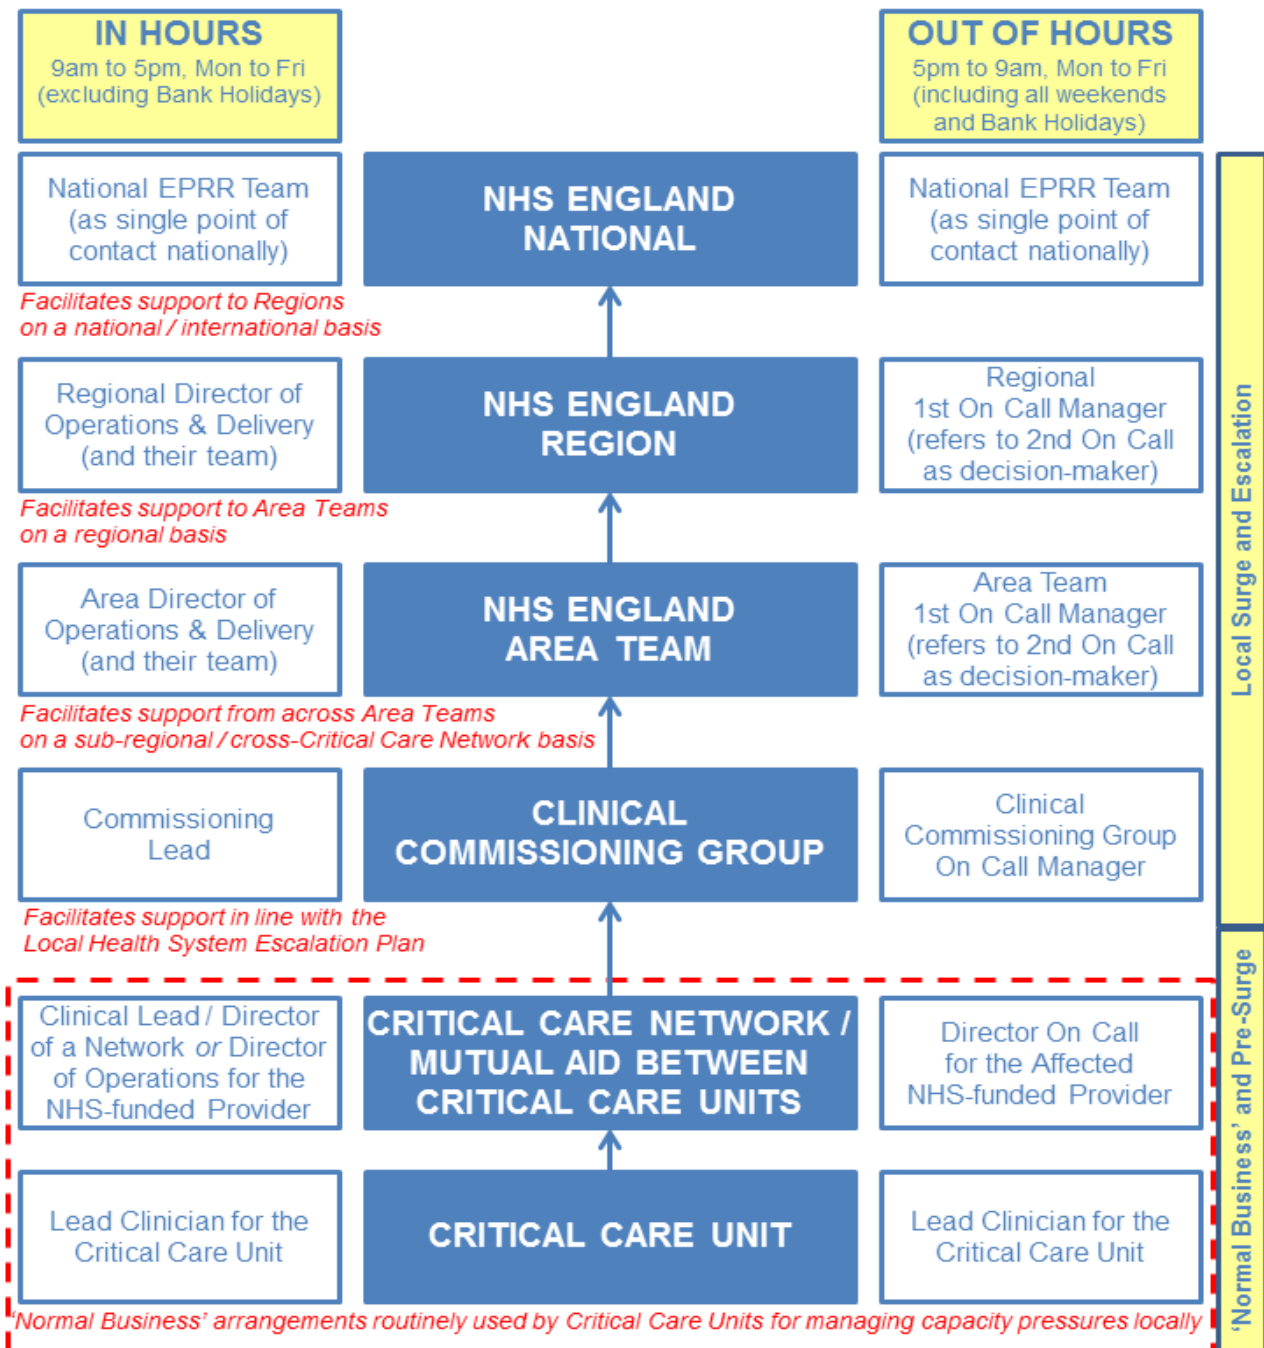 IN HOURS
9am to 5pm, Mon to Fri
(excluding Bank Holidays)
OUT OF HOURS
5pm to 9am, Mon to Fri
(including all weekends
and Bank Holidays)
National EPRR Team
(as single point of
contact nationally)
NHS ENGLAND
NATIONAL
National EPRR Team
(as single point of
contact nationally)
Facilitates support to Regions
on a national / international basis
Regional Director of
Operations & Delivery
(and their team)
NHS ENGLAND
REGION
Regional
1st On Call Manager
(refers to 2nd On Call
as decision-maker)
Facilitates support to Area Teams
on a regional basis
Area Director of
Operations & Delivery
(and their team)
NHS ENGLAND
AREA TEAM
Area Team
1st On Call Manager
(refers to 2nd On Call
as decision-maker)
Facilitates support from across Area Teams
on a sub-regional / cross-Critical Care Network basis
Commissioning
Lead
CLINICAL
COMMISSIONING GROUP
Clinical
Commissioning Group
On Call Manager
Facilitates support in line with the
Local Health System Escalation Plan
Local Surge and Escalation
Clinical Lead / Director
of a Network or Director
of Operations for the
NHS-funded Provider
CRITICAL CARE NETWORK /
MUTUAL AID BETWEEN
CRITICAL CARE UNITS
Director On Call
for the Affected
NHS-funded Provider
Lead Clinician for the
Critical Care Unit
CRITICAL CARE UNIT
Lead Clinician for the
Critical Care Unit
'Normal Business' arrangements routinely used by Critical Care Units for managing capacity pressures locally
'Normal Business' and Pre-Surge